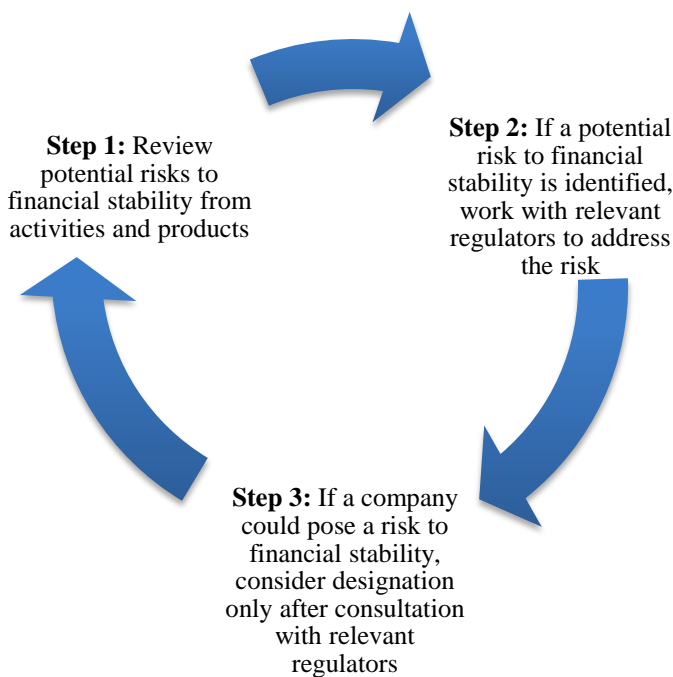 Step 1: Review
potential risks to
financial stability from
activities and products
Step 2: If a potential
risk to financial
stability is identified,
work with relevant
regulators to address
the risk
Step 3: If a company
could pose a risk to
financial stability,
consider designation
only after consultation
with relevant
regulators